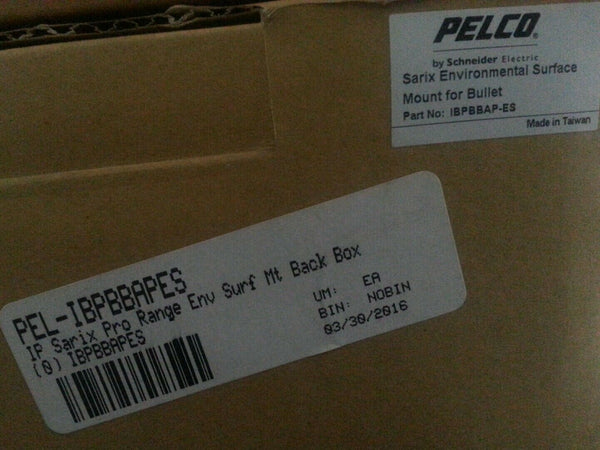 PELCO.
by Schneider Electric
Sarix Environmental Surface
Mount for Bullet
Part No: IBPBBAP-ES
Made in Taiwan
PEL-IBPBBAPES
IP Sarix Pro Range Env Surf Mt Back Box
(0) IBPBBAPES
UM: EA
BIN: NOBIN
03/30/2016